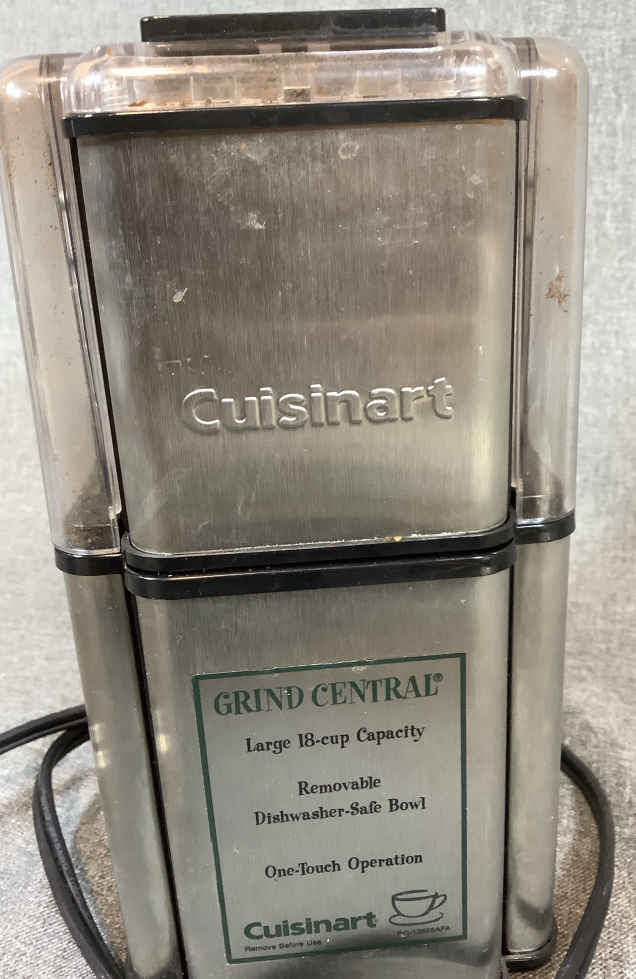 Cuisinart
GRIND CENTRAL®
Large 18-cup Capacity
Removable
Dishwasher-Safe Bowl
One-Touch Operation
Cuisinart
Remove Before Use